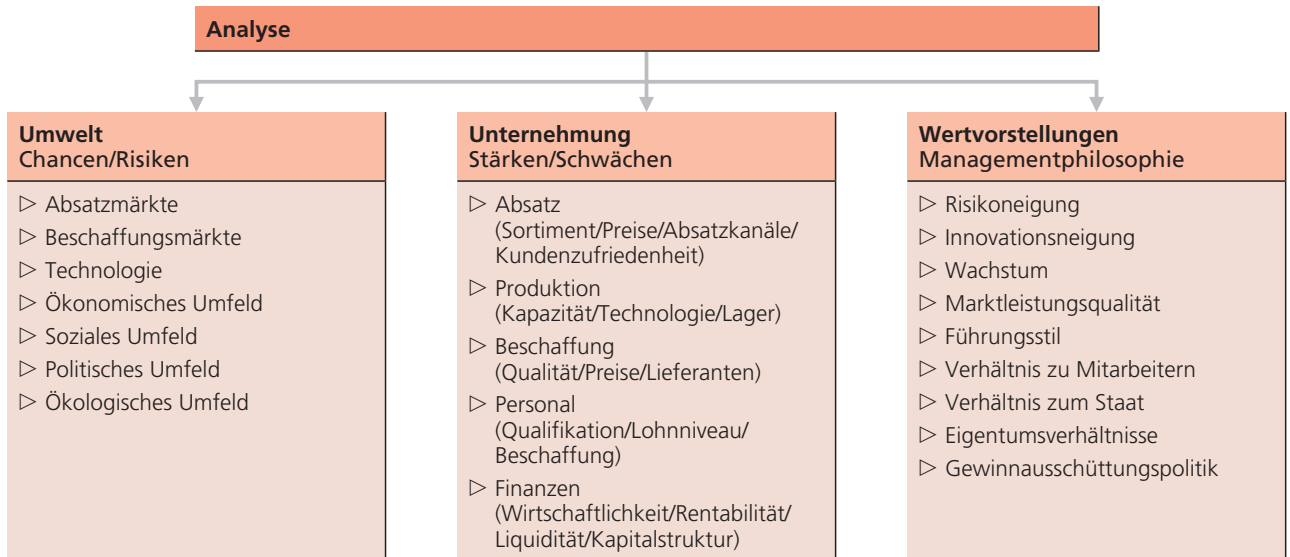 Analyse
Umwelt
Chancen/Risiken
▷ Absatzmärkte
▷ Beschaffungsmärkte
▷ Technologie
▷ Ökonomisches Umfeld
▷ Soziales Umfeld
▷ Politisches Umfeld
▷ Ökologisches Umfeld
Unternehmung
Stärken/Schwächen
▷ Absatz
(Sortiment/Preise/Absatzkanäle/
Kundenzufriedenheit)
▷ Produktion
(Kapazität/Technologie/Lager)
▷ Beschaffung
(Qualität/Preise/Lieferanten)
▷ Personal
(Qualifikation/Lohnniveau/
Beschaffung)
▷ Finanzen
(Wirtschaftlichkeit/Rentabilität/
Liquidität/Kapitalstruktur)
Wertvorstellungen
Managementphilosophie
▷ Risikoneigung
▷ Innovationsneigung
▷ Wachstum
▷ Marktleistungsqualität
▷ Führungsstil
▷ Verhältnis zu Mitarbeitern
▷ Verhältnis zum Staat
▷ Eigentumsverhältnisse
▷ Gewinnausschüttungspolitik